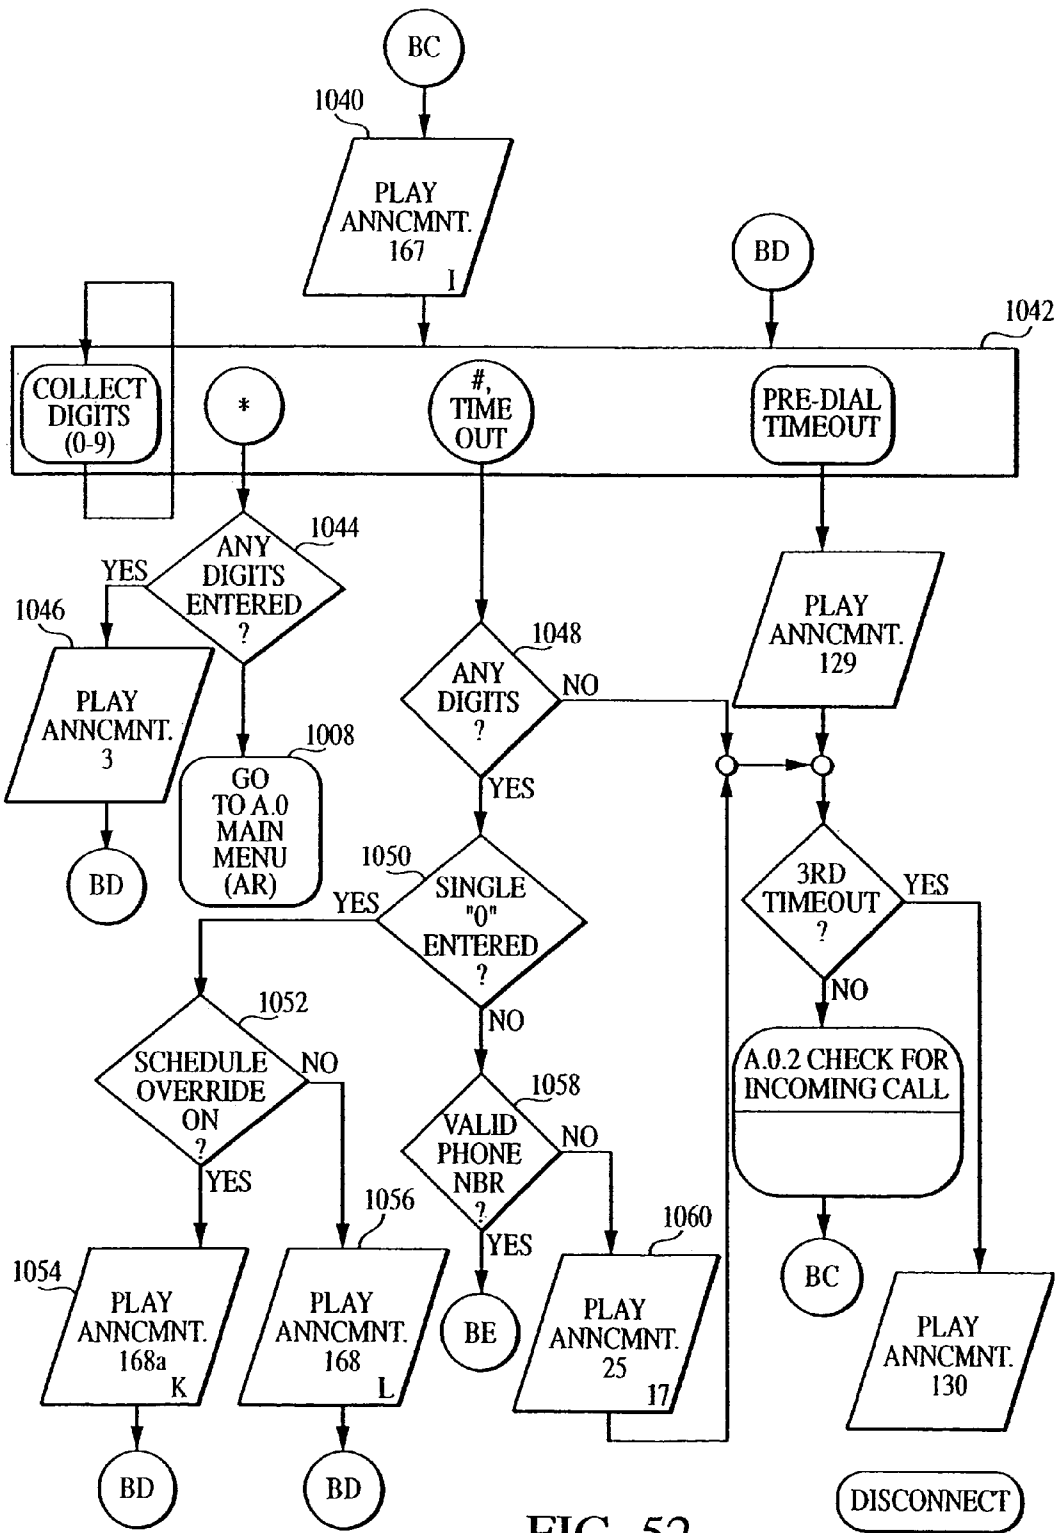 BC
1040
PLAY
ANNCMNT.
167
I
BD
1042
COLLECT
DIGITS
(0-9)
*
#,
TIME
OUT
PRE-DIAL
TIMEOUT
1044
ANY
DIGITS
ENTERED
?
YES
1046
PLAY
ANNCMNT.
3
BD
1008
GO
TO A.0
MAIN
MENU
(AR)
1048
ANY
DIGITS
?
NO
YES
PLAY
ANNCMNT.
129
1050
SINGLE
"0"
ENTERED
?
YES
NO
3RD
TIMEOUT
?
YES
NO
A.0.2 CHECK FOR
INCOMING CALL
BC
1052
SCHEDULE
OVERRIDE
ON
?
NO
YES
1058
VALID
PHONE
NBR
?
NO
YES
1054
PLAY
ANNCMNT.
168a
K
BD
1056
PLAY
ANNCMNT.
168
L
BD
BE
1060
PLAY
ANNCMNT.
25
17
PLAY
ANNCMNT.
130
DISCONNECT
FIG. 52